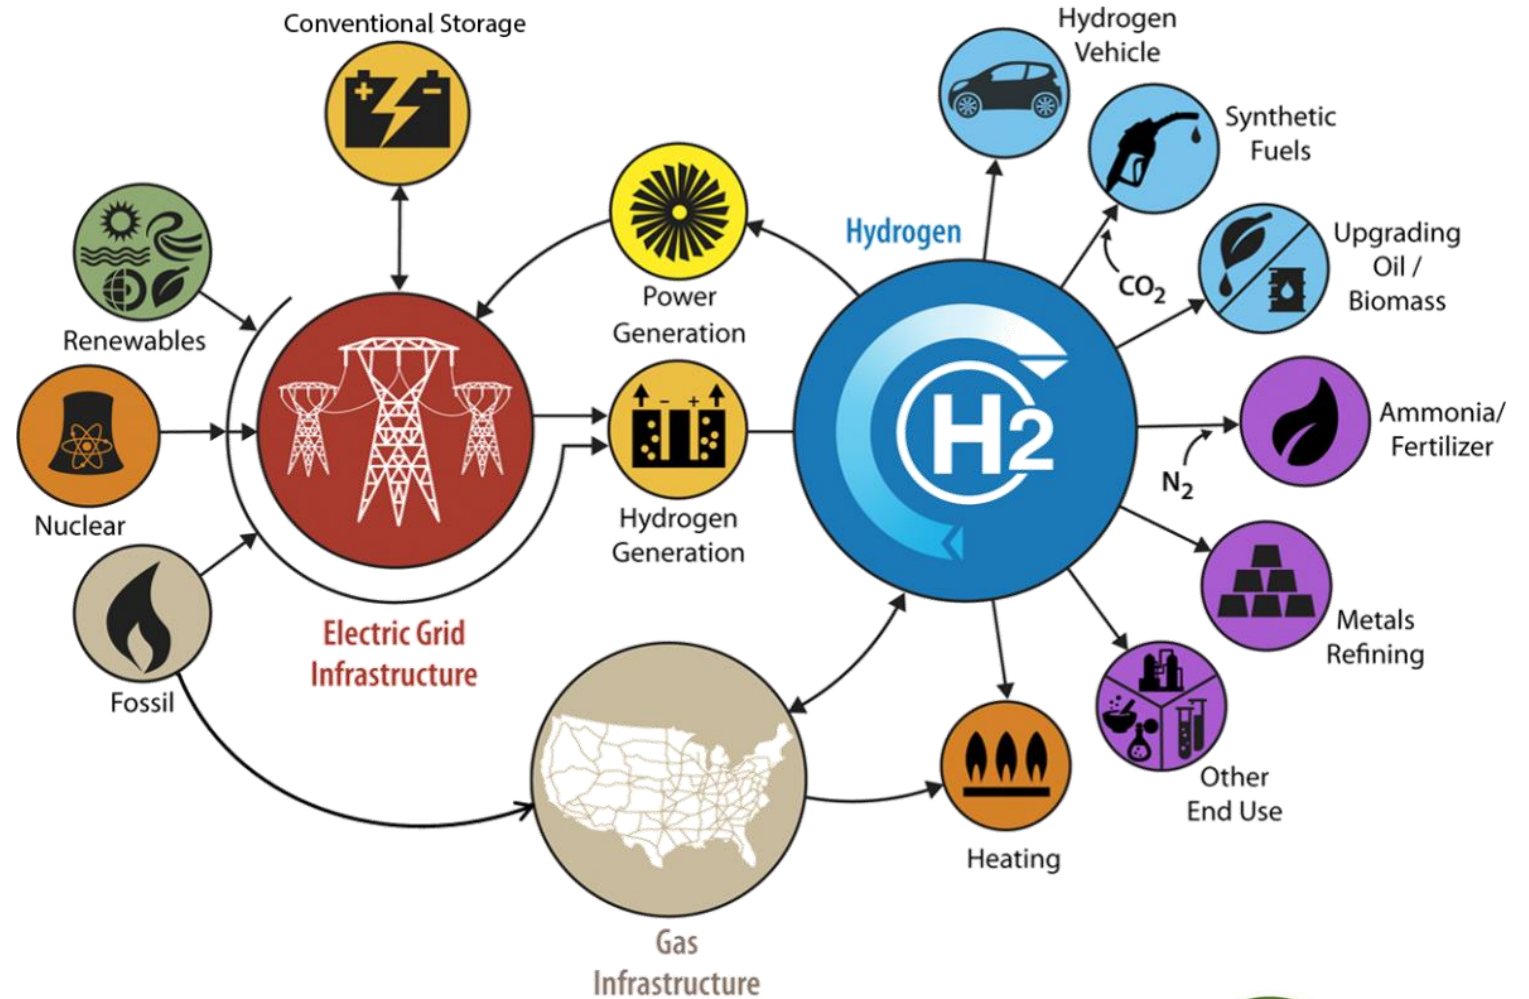 Conventional Storage
Hydrogen
Vehicle
Synthetic
Fuels
Upgrading
Oil /
Biomass
Renewables
Power
Generation
Hydrogen
CO2
H2
Ammonia/
Fertilizer
N2
Nuclear
Hydrogen
Generation
Electric Grid
Infrastructure
Metals
Refining
Fossil
Other
End Use
Heating
Gas
Infrastructure